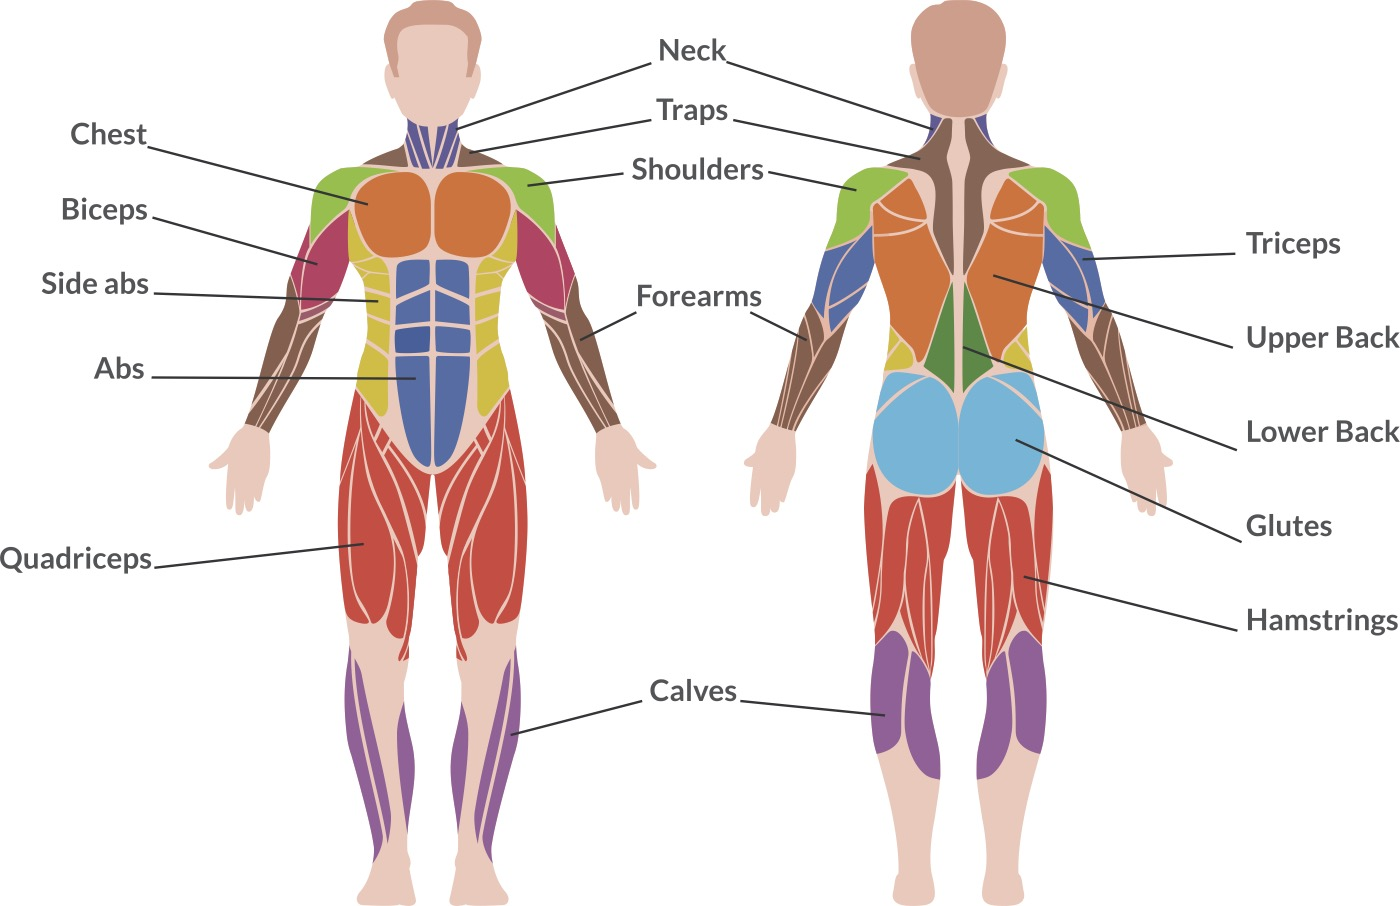 Neck
Traps
Chest
Shoulders
Biceps
Triceps
Side abs
Forearms
Upper Back
Abs
Lower Back
Glutes
Quadriceps
Hamstrings
Calves